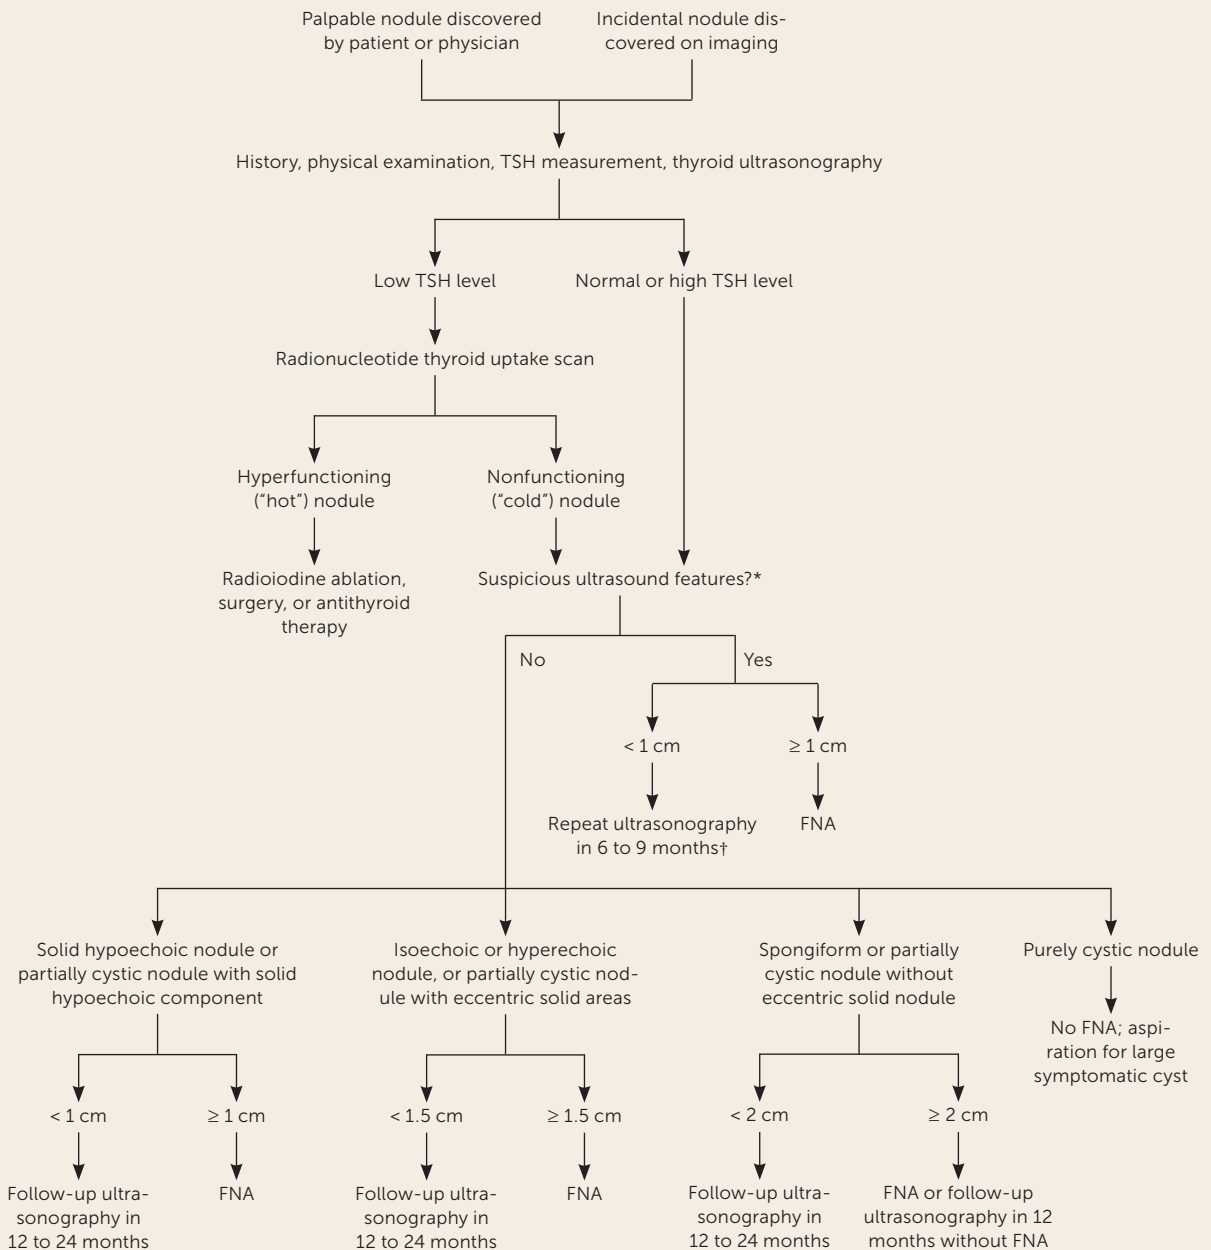 Palpable nodule discovered
by patient or physician
Incidental nodule dis-
covered on imaging
History, physical examination, TSH measurement, thyroid ultrasonography
Low TSH level
Normal or high TSH level
Radionucleotide thyroid uptake scan
Hyperfunctioning
(“hot”) nodule
Nonfunctioning
(“cold”) nodule
Radioiodine ablation,
surgery, or antithyroid
therapy
Suspicious ultrasound features?*
No
Yes
< 1 cm
≥ 1 cm
Repeat ultrasonography
in 6 to 9 months†
FNA
Solid hypoechoic nodule or
partially cystic nodule with solid
hypoechoic component
Isoechoic or hyperechoic
nodule, or partially cystic nod-
ule with eccentric solid areas
Spongiform or partially
cystic nodule without
eccentric solid nodule
Purely cystic nodule
No FNA; aspi-
ration for large
symptomatic cyst
< 1 cm
≥ 1 cm
< 1.5 cm
≥ 1.5 cm
< 2 cm
≥ 2 cm
Follow-up ultra-
sonography in
12 to 24 months
FNA
Follow-up ultra-
sonography in
12 to 24 months
FNA
Follow-up ultra-
sonography in
12 to 24 months
FNA or follow-up
ultrasonography in 12
months without FNA